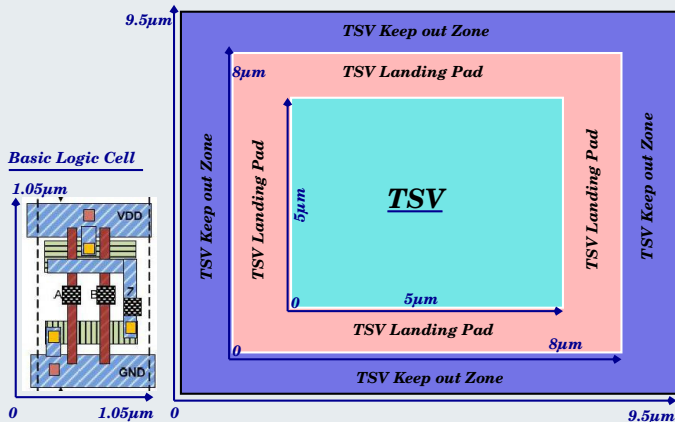 9.5μm
TSV Keep out Zone
8μm
TSV Landing Pad
TSV Keep out Zone
TSV Landing Pad
5μm
TSV
TSV Landing Pad
TSV Keep out Zone
0
5μm
TSV Landing Pad
0
8μm
TSV Keep out Zone
0
9.5μm
Basic Logic Cell
1.05μm
VDD
A
B
Z
GND
0
1.05μm